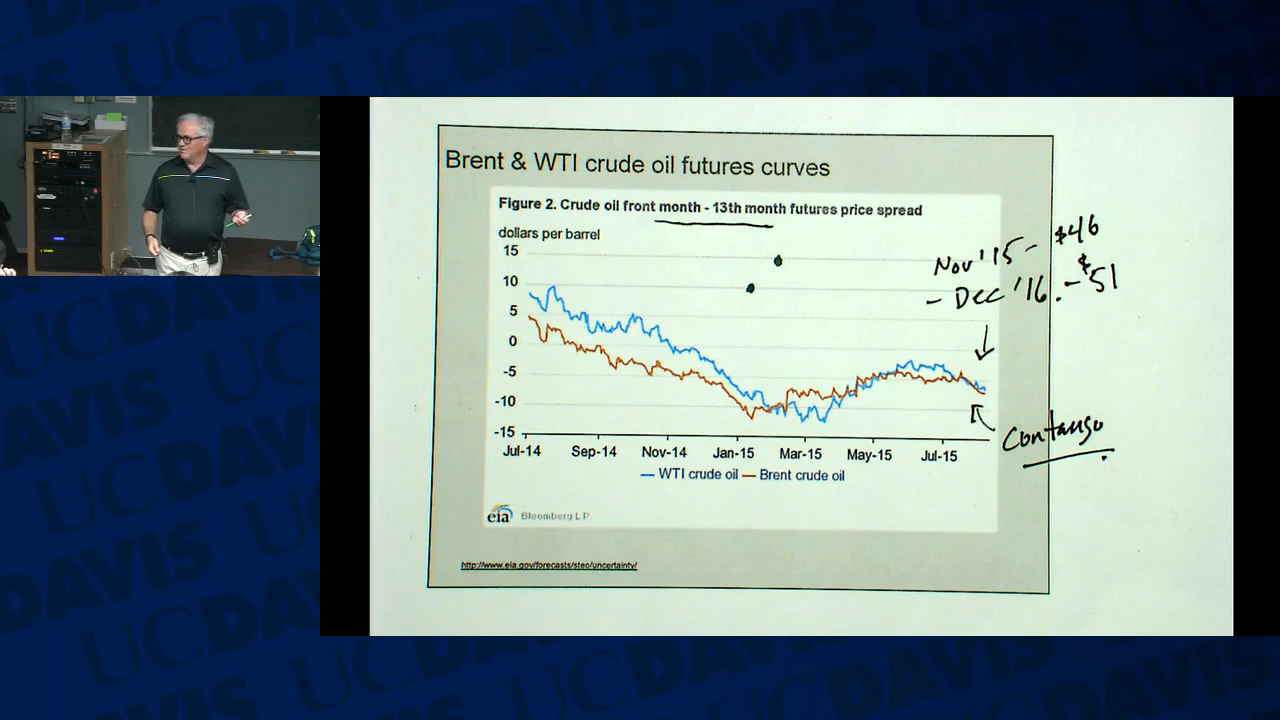 UC DAVIS
Brent & WTI crude oil futures curves
Figure 2. Crude oil front month - 13th month futures price spread
dollars per barrel
15
10
5
0
-5
-10
-15
Jul-14 Sep-14 Nov-14 Jan-15 Mar-15 May-15 Jul-15
WTI crude oil Brent crude oil
eia Bloomberg L.P.
http://www.eia.gov/forecasts/steo/uncertainty/
Nov '15 - $46
- Dec '16. - $51
Contango